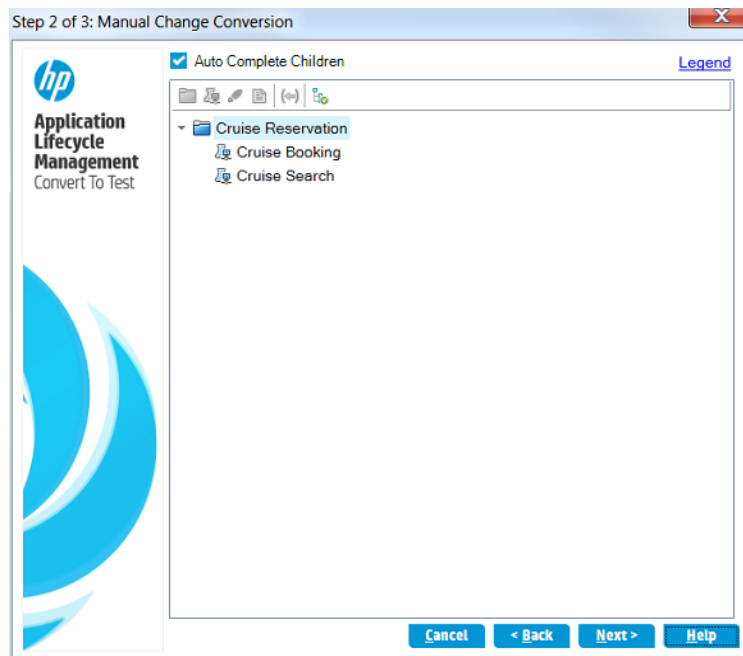 Step 2 of 3: Manual Change Conversion
X
hp
Application
Lifecycle
Management
Convert To Test
Auto Complete Children
Legend
Cruise Reservation
Cruise Booking
Cruise Search
Cancel
< Back
Next >
Help